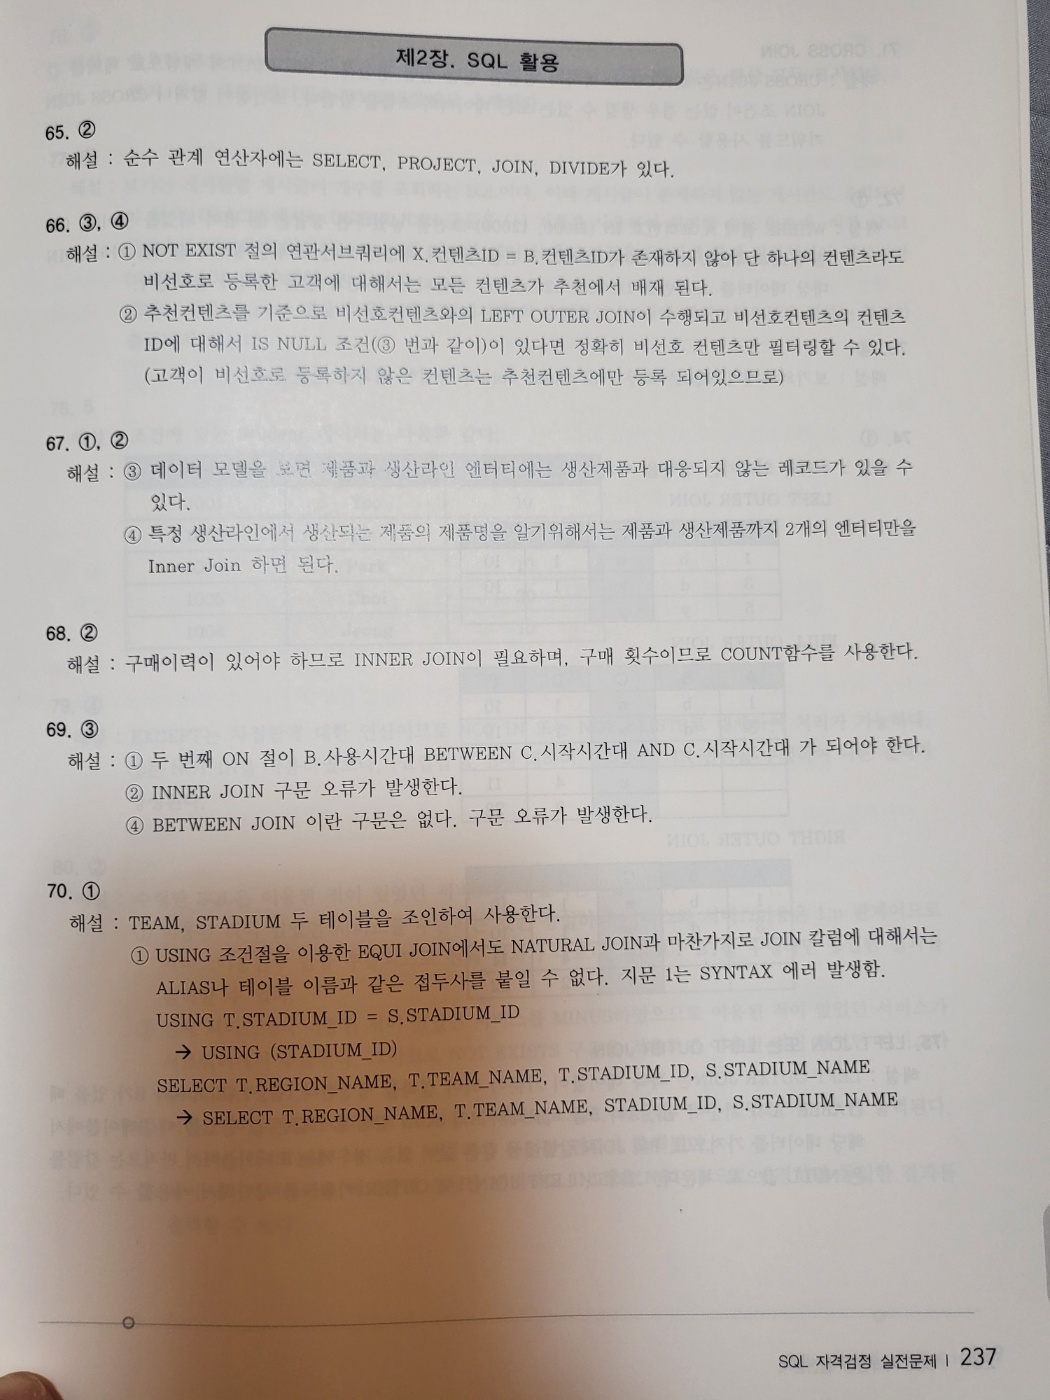 제2장. SQL 활용
65. ②
해설 : 순수 관계 연산자에는 SELECT, PROJECT, JOIN, DIVIDE가 있다.
66. ③, ④
해설 : ① NOT EXIST 절의 연관서브쿼리에 X.컨텐츠ID = B.컨텐츠ID가 존재하지 않아 단 하나의 컨텐츠라도
비선호로 등록한 고객에 대해서는 모든 컨텐츠가 추천에서 배재 된다.
② 추천컨텐츠를 기준으로 비선호컨텐츠와의 LEFT OUTER JOIN이 수행되고 비선호컨텐츠의 컨텐츠
ID에 대해서 IS NULL 조건(③ 번과 같이)이 있다면 정확히 비선호 컨텐츠만 필터링할 수 있다.
(고객이 비선호로 등록하지 않은 컨텐츠는 추천컨텐츠에만 등록 되어있으므로)
67. ①, ②
해설 : ③ 데이터 모델을 보면 제품과 생산라인 엔터티에는 생산제품과 대응되지 않는 레코드가 있을 수
있다.
④ 특정 생산라인에서 생산되는 제품의 제품명을 알기위해서는 제품과 생산제품까지 2개의 엔터티만을
Inner Join 하면 된다.
68. ②
해설 : 구매이력이 있어야 하므로 INNER JOIN이 필요하며, 구매 횟수이므로 COUNT함수를 사용한다.
69. ③
해설 : ① 두 번째 ON 절이 B.사용시간대 BETWEEN C.시작시간대 AND C.시작시간대 가 되어야 한다.
② INNER JOIN 구문 오류가 발생한다.
④ BETWEEN JOIN 이란 구문은 없다. 구문 오류가 발생한다.
70. ①
해설 : TEAM, STADIUM 두 테이블을 조인하여 사용한다.
① USING 조건절을 이용한 EQUI JOIN에서도 NATURAL JOIN과 마찬가지로 JOIN 칼럼에 대해서는
ALIAS나 테이블 이름과 같은 접두사를 붙일 수 없다. 지문 1는 SYNTAX 에러 발생함.
USING T.STADIUM_ID = S.STADIUM_ID
→ USING (STADIUM_ID)
SELECT T.REGION_NAME, T.TEAM_NAME, T.STADIUM_ID, S.STADIUM_NAME
→ SELECT T.REGION_NAME, T.TEAM_NAME, STADIUM_ID, S.STADIUM_NAME
SQL 자격검정 실전문제 | 237